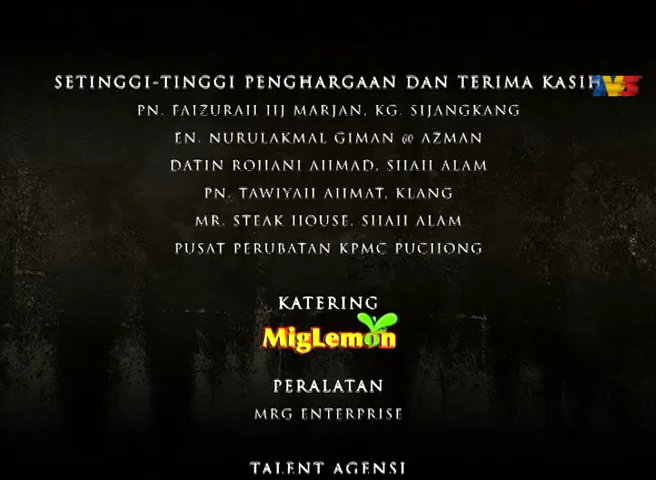 SETINGGI-TINGGI PENGHARGAAN DAN TERIMA KASIH
PN. FAIZURAH HJ MARJAN, KG. SIJANGKANG
EN. NURULAKMAL GIMAN @ AZMAN
DATIN ROHANI AHMAD, SHAH ALAM
PN. TAWIYAH AHMAT, KLANG
MR. STEAK HOUSE, SHAH ALAM
PUSAT PERUBATAN KPMC PUCHONG
KATERING
MigLemon
PERALATAN
MRG ENTERPRISE
TALENT AGENSI